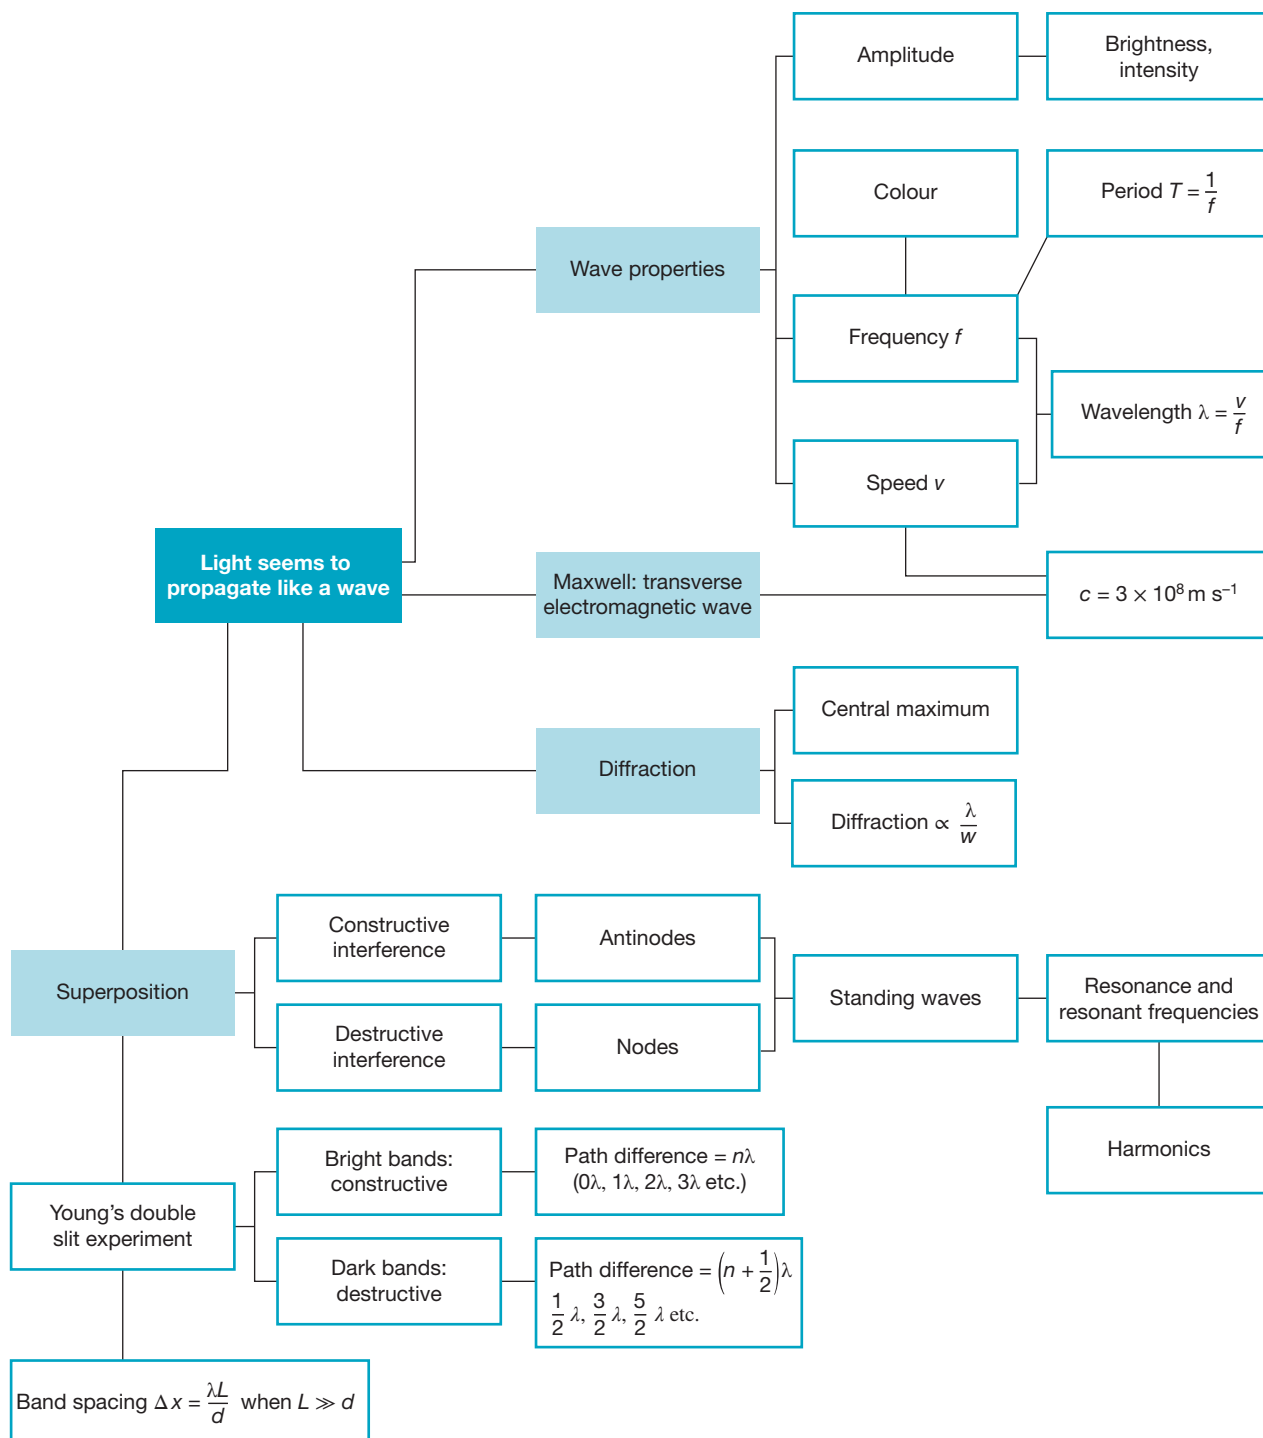 Amplitude
Brightness,
intensity
Colour
Period T = 1/f
Wave properties
Frequency f
Wavelength λ = v/f
Speed v
Light seems to
propagate like a wave
Maxwell: transverse
electromagnetic wave
c = 3 × 10⁸ m s⁻¹
Central maximum
Diffraction
Diffraction ∝ λ/w
Constructive
interference
Antinodes
Superposition
Standing waves
Resonance and
resonant frequencies
Destructive
interference
Nodes
Harmonics
Bright bands:
constructive
Path difference = nλ
(0λ, 1λ, 2λ, 3λ etc.)
Young’s double
slit experiment
Dark bands:
destructive
Path difference = (n + 1/2)λ
1/2 λ, 3/2 λ, 5/2 λ etc.
Band spacing Δx = λL/d when L ≫ d